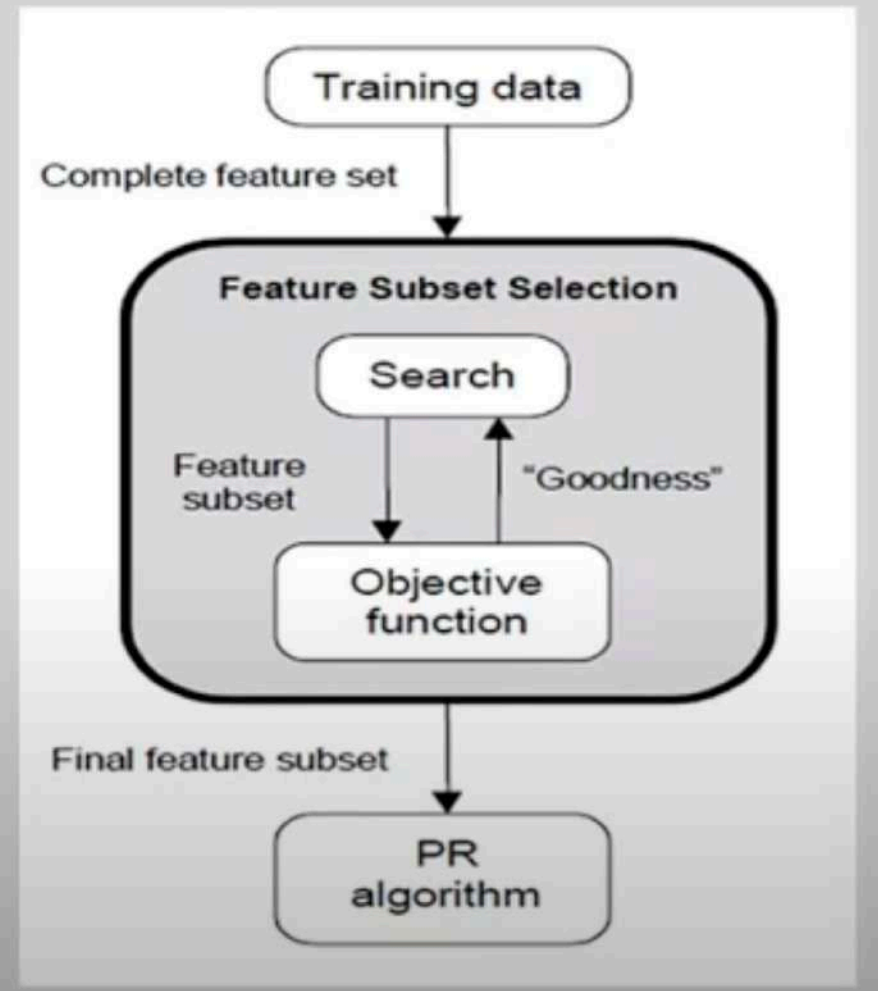 Training data
Complete feature set
Feature Subset Selection
Search
Feature
subset
“Goodness”
Objective
function
Final feature subset
PR
algorithm